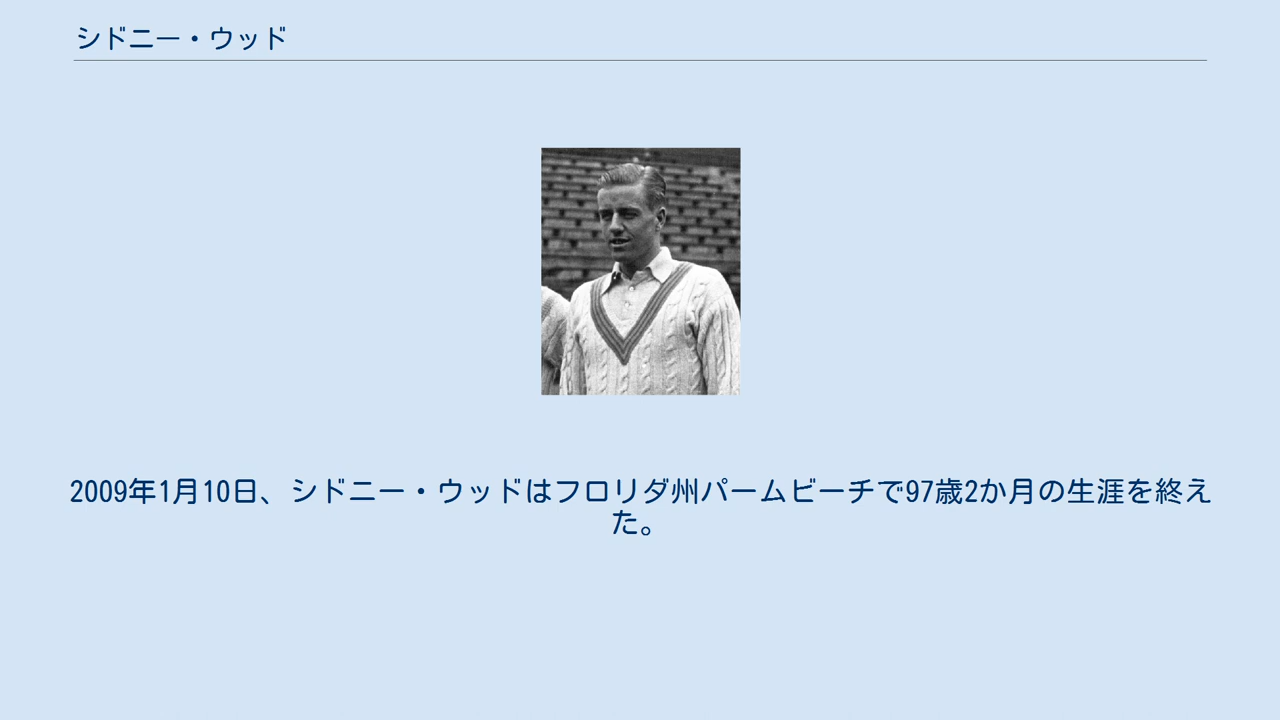 シドニー・ウッド
2009年1月10日、シドニー・ウッドはフロリダ州パームビーチで97歳2か月の生涯を終え
た。